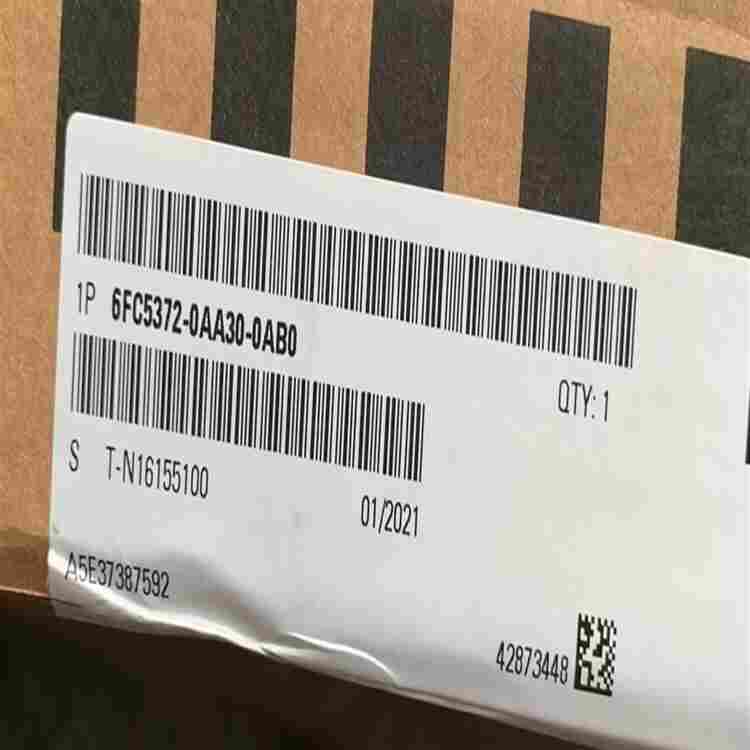 1P 6FC5372-0AA30-0AB0
QTY: 1
S T-N16155100
01/2021
A5E37387592
42873448